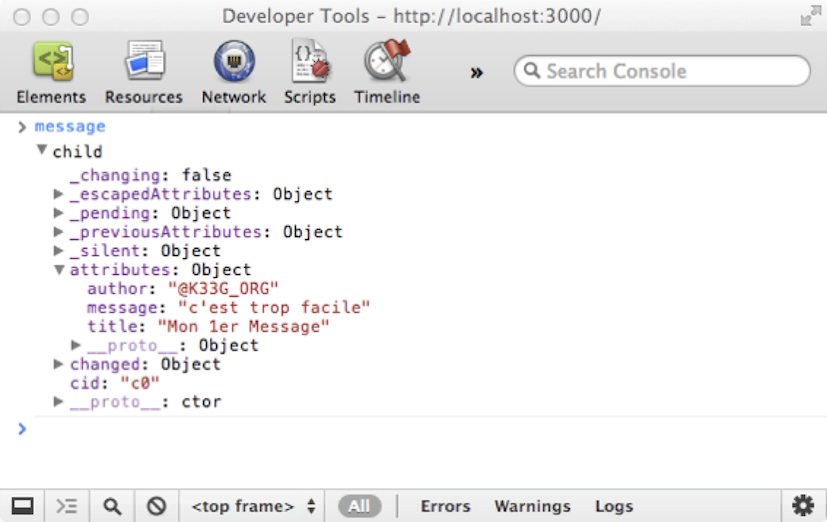 Developer Tools - http://localhost:3000/
Elements Resources Network Scripts Timeline » Search Console
> message
▼ child
_changing: false
▶ _escapedAttributes: Object
▶ _pending: Object
▶ _previousAttributes: Object
▶ _silent: Object
▼ attributes: Object
author: "@K33G_ORG"
message: "c'est trop facile"
title: "Mon 1er Message"
▶ __proto__: Object
▶ changed: Object
cid: "c0"
▶ __proto__: ctor
>
<top frame> All Errors Warnings Logs